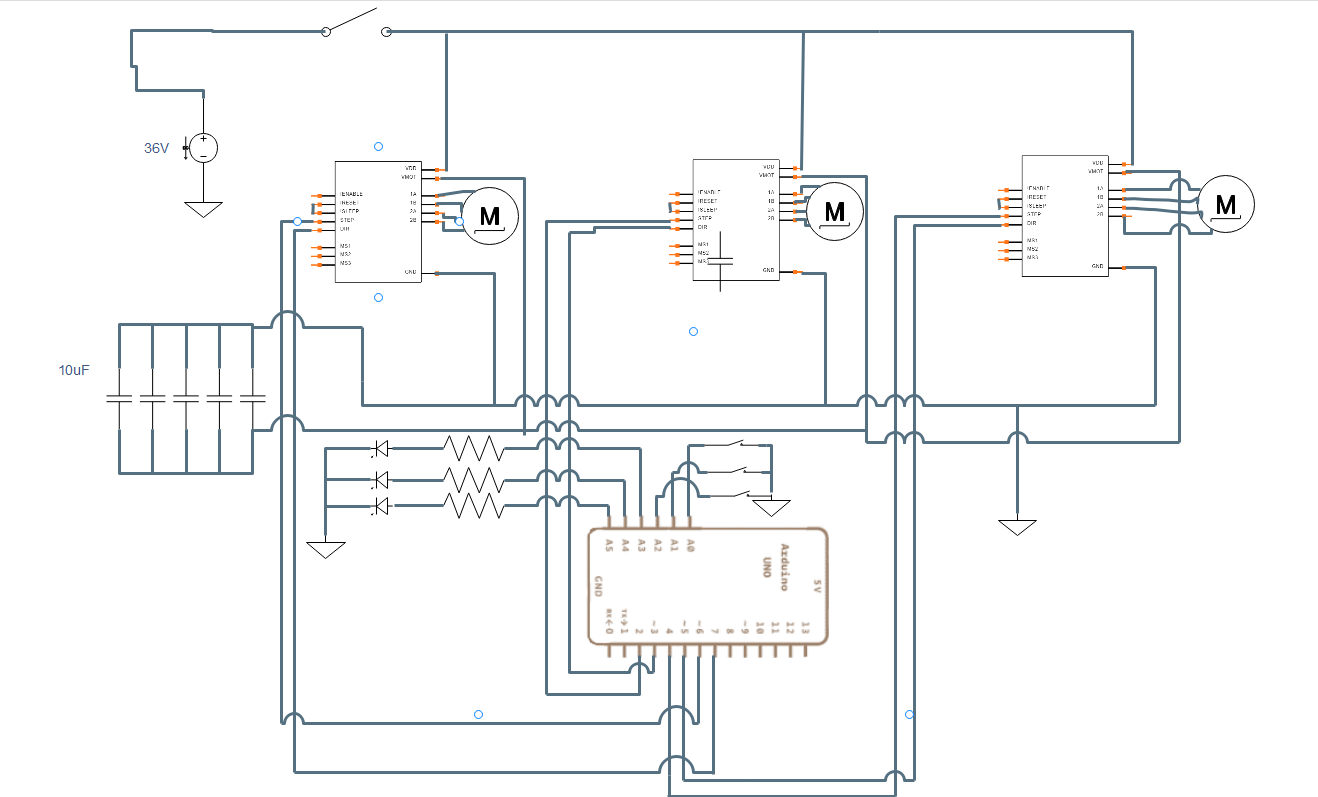 36V
VDD
VMOT
!ENABLE
!RESET
!SLEEP
STEP
DIR
MS1
MS2
MS3
1A
1B
2A
2B
GND
M
VDD
VMOT
!ENABLE
!RESET
!SLEEP
STEP
DIR
MS1
MS2
MS3
1A
1B
2A
2B
GND
M
VDD
VMOT
!ENABLE
!RESET
!SLEEP
STEP
DIR
MS1
MS2
MS3
1A
1B
2A
2B
GND
M
10uF
A5 A4 A3 A2 A1 A0
Arduino
UNO
5V
GND
RX<-0 TX->1 2 ~3 4 ~5 ~6 7 8 ~9 10 11 12 13